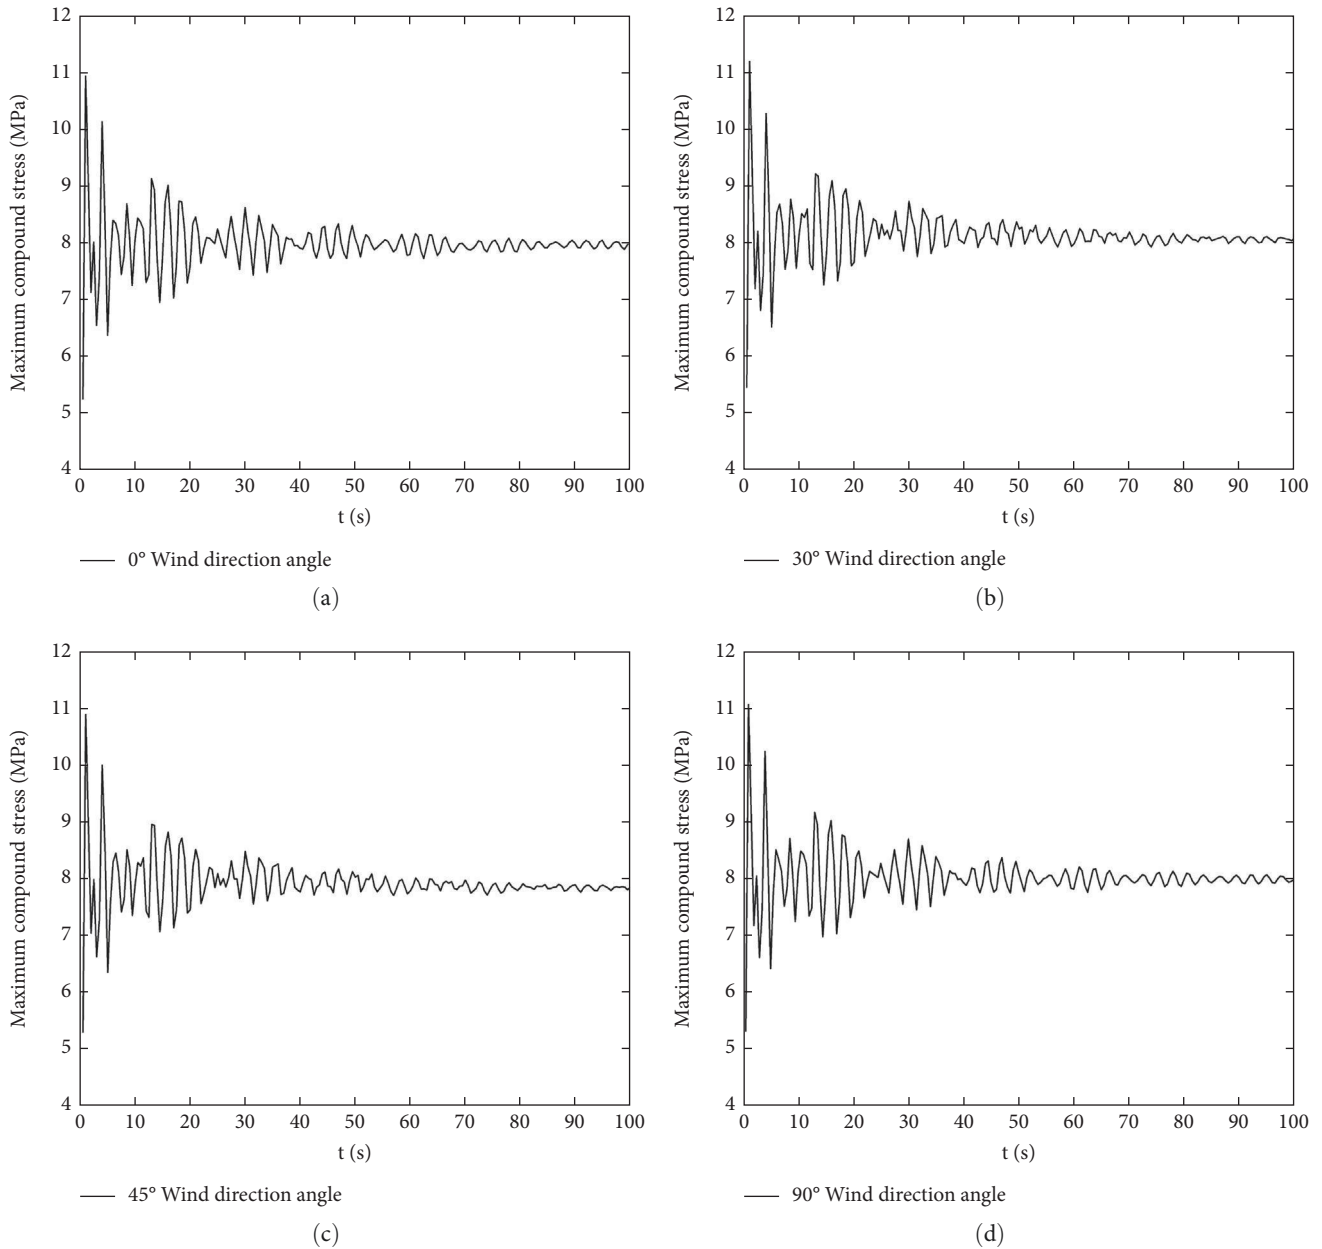 12
11
10
9
8
7
6
5
4
Maximum compound stress (MPa)
0 10 20 30 40 50 60 70 80 90 100
t (s)
0° Wind direction angle
(a)
12
11
10
9
8
7
6
5
4
Maximum compound stress (MPa)
0 10 20 30 40 50 60 70 80 90 100
t (s)
30° Wind direction angle
(b)
12
11
10
9
8
7
6
5
4
Maximum compound stress (MPa)
0 10 20 30 40 50 60 70 80 90 100
t (s)
45° Wind direction angle
(c)
12
11
10
9
8
7
6
5
4
Maximum compound stress (MPa)
0 10 20 30 40 50 60 70 80 90 100
t (s)
90° Wind direction angle
(d)